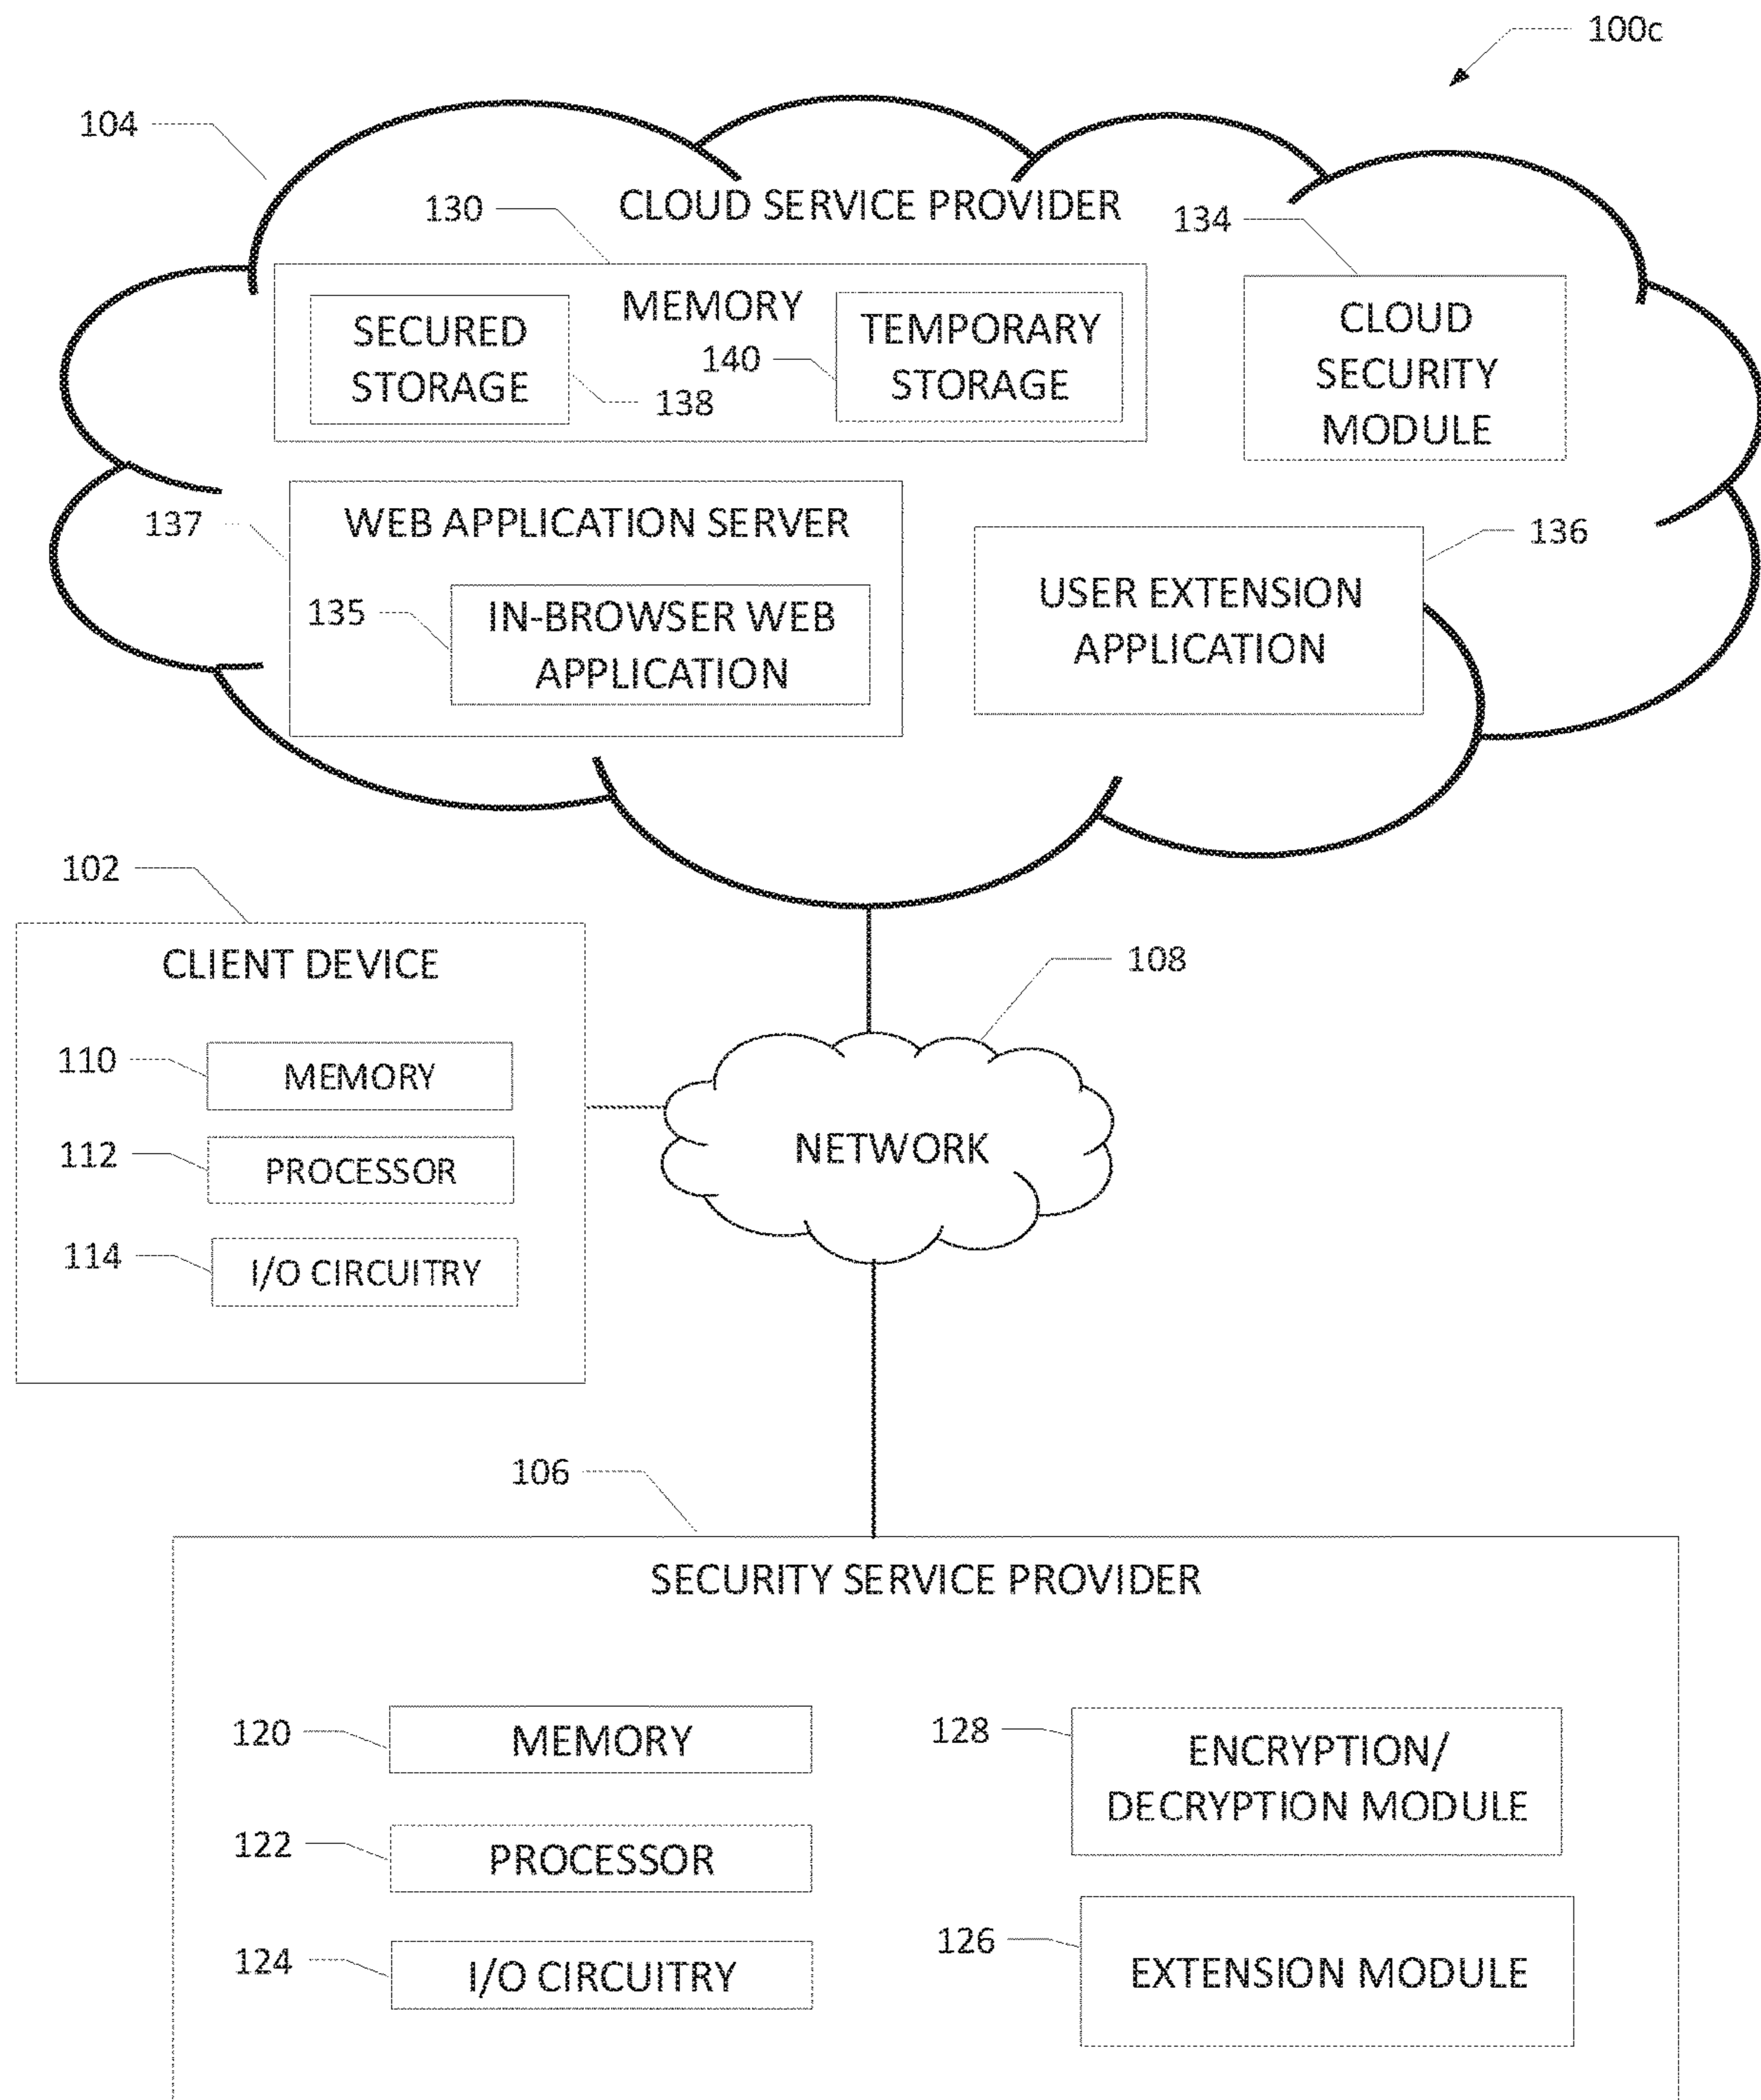 100c
104
CLOUD SERVICE PROVIDER
130
134
MEMORY
SECURED
STORAGE
138
TEMPORARY
STORAGE
140
CLOUD
SECURITY
MODULE
137
WEB APPLICATION SERVER
135
IN-BROWSER WEB
APPLICATION
136
USER EXTENSION
APPLICATION
102
CLIENT DEVICE
110
MEMORY
112
PROCESSOR
114
I/O CIRCUITRY
108
NETWORK
106
SECURITY SERVICE PROVIDER
120
MEMORY
122
PROCESSOR
124
I/O CIRCUITRY
128
ENCRYPTION/
DECRYPTION MODULE
126
EXTENSION MODULE